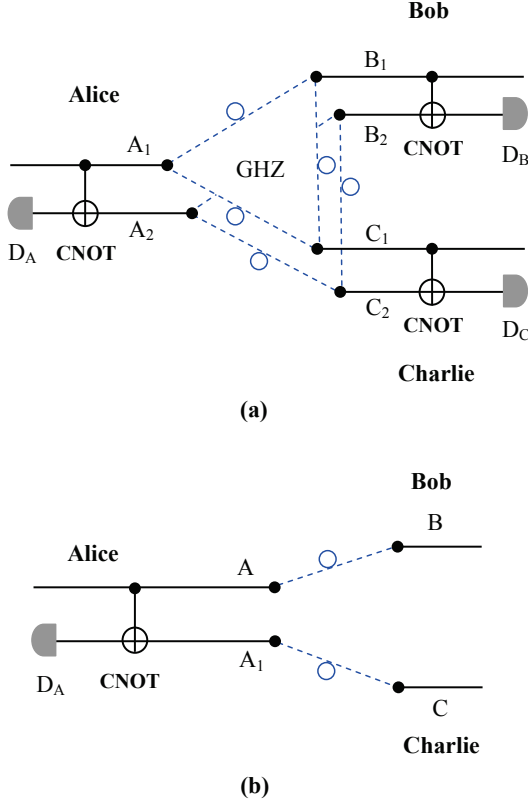 Bob
B1
Alice
B2
CNOT
DB
A1
GHZ
A2
DA
CNOT
C1
C2
CNOT
DC
Charlie
(a)
Bob
B
Alice
A
A1
DA
CNOT
C
Charlie
(b)